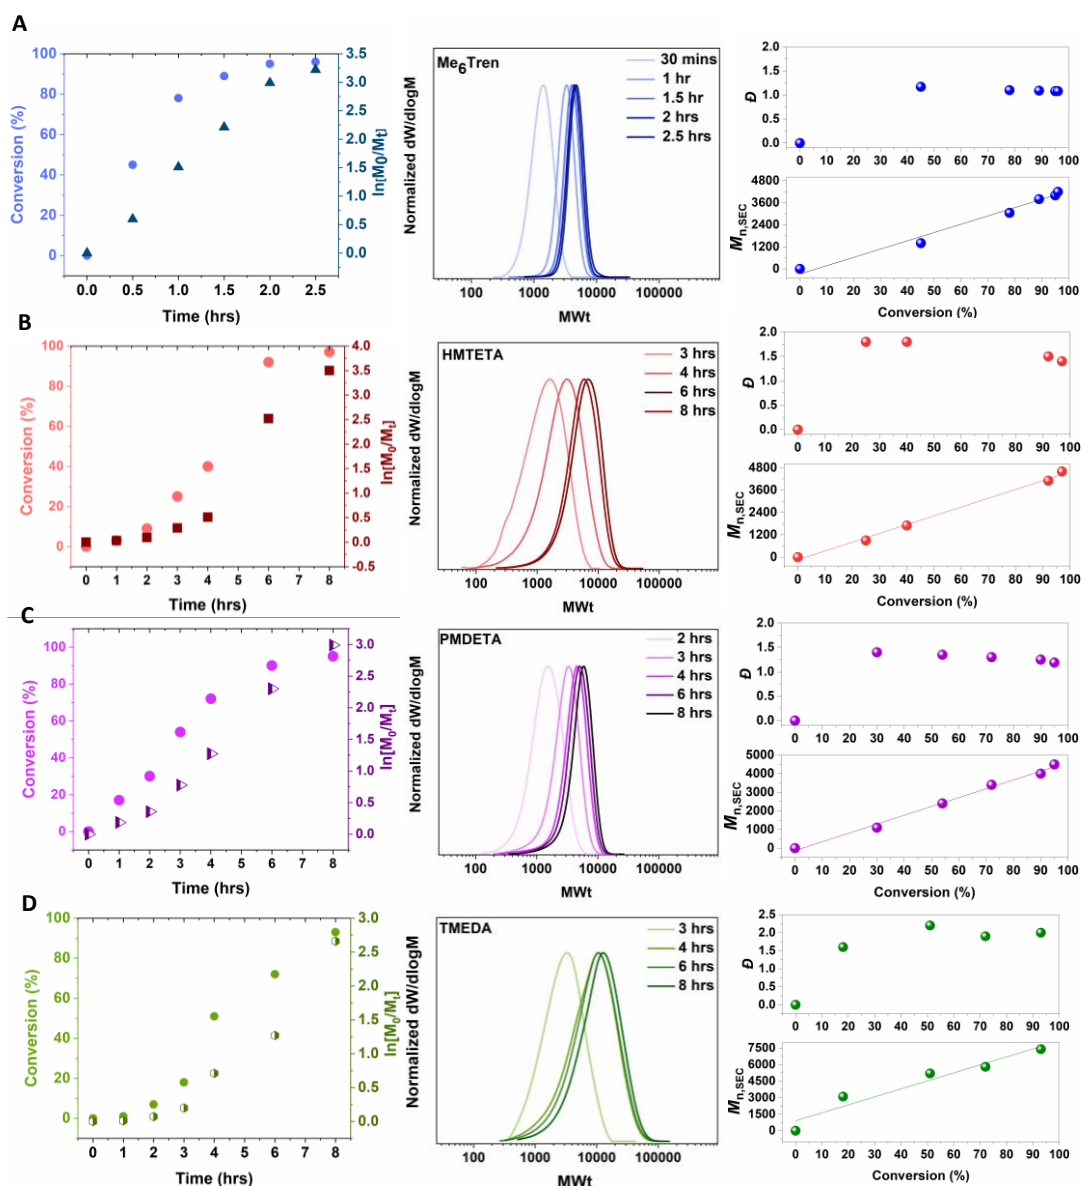 A
Conversion (%)
100
80
60
40
20
0
3.5
3.0
2.5
2.0
1.5
1.0
0.5
0.0
ln[M0/Mt]
0.0 0.5 1.0 1.5 2.0 2.5
Time (hrs)
Normalized dW/dlogM
Me6Tren
30 mins
1 hr
1.5 hr
2 hrs
2.5 hrs
100 1000 10000 100000
MWt
Đ
2.0
1.5
1.0
0.5
0.0
0 10 20 30 40 50 60 70 80 90 100
Mn,SEC
4800
3600
2400
1200
0
0 10 20 30 40 50 60 70 80 90 100
Conversion (%)
B
Conversion (%)
100
80
60
40
20
0
4.0
3.5
3.0
2.5
2.0
1.5
1.0
0.5
0.0
-0.5
ln[M0/Mt]
0 1 2 3 4 5 6 7 8
Time (hrs)
Normalized dW/dlogM
HMTETA
3 hrs
4 hrs
6 hrs
8 hrs
100 1000 10000 100000
MWt
Đ
2.0
1.5
1.0
0.5
0.0
0 10 20 30 40 50 60 70 80 90 100
Mn,SEC
4800
3600
2400
1200
0
0 10 20 30 40 50 60 70 80 90 100
Conversion (%)
C
Conversion (%)
100
80
60
40
20
0
3.0
2.5
2.0
1.5
1.0
0.5
0.0
ln[M0/Mt]
0 1 2 3 4 5 6 7 8
Time (hrs)
Normalized dW/dlogM
PMDETA
2 hrs
3 hrs
4 hrs
6 hrs
8 hrs
100 1000 10000 100000
MWt
Đ
2.0
1.5
1.0
0.5
0.0
0 10 20 30 40 50 60 70 80 90 100
Mn,SEC
5000
4000
3000
2000
1000
0
0 10 20 30 40 50 60 70 80 90 100
Conversion (%)
D
Conversion (%)
100
80
60
40
20
0
3.0
2.5
2.0
1.5
1.0
0.5
0.0
ln[M0/Mt]
0 1 2 3 4 5 6 7 8
Time (hrs)
Normalized dW/dlogM
TMEDA
3 hrs
4 hrs
6 hrs
8 hrs
100 1000 10000 100000
MWt
Đ
2.5
2.0
1.5
1.0
0.5
0.0
0 10 20 30 40 50 60 70 80 90 100
Mn,SEC
7500
6000
4500
3000
1500
0
0 10 20 30 40 50 60 70 80 90 100
Conversion (%)